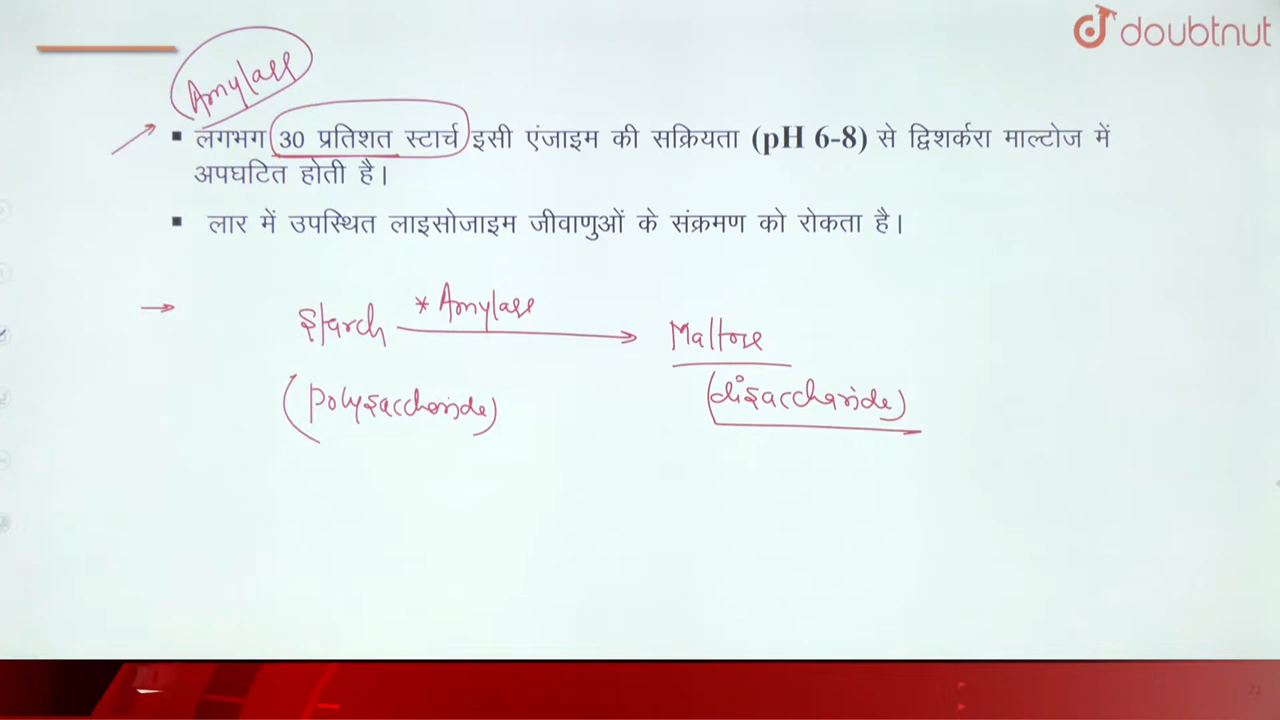 doubtnut
Amylase
▪ लगभग 30 प्रतिशत स्टार्च इसी एंजाइम की सक्रियता (pH 6-8) से द्विशर्करा माल्टोज में
अपघटित होती है।
▪ लार में उपस्थित लाइसोजाइम जीवाणुओं के संक्रमण को रोकता है।
→ Starch * Amylase → Maltose
(polysaccharide) (disaccharide)
22